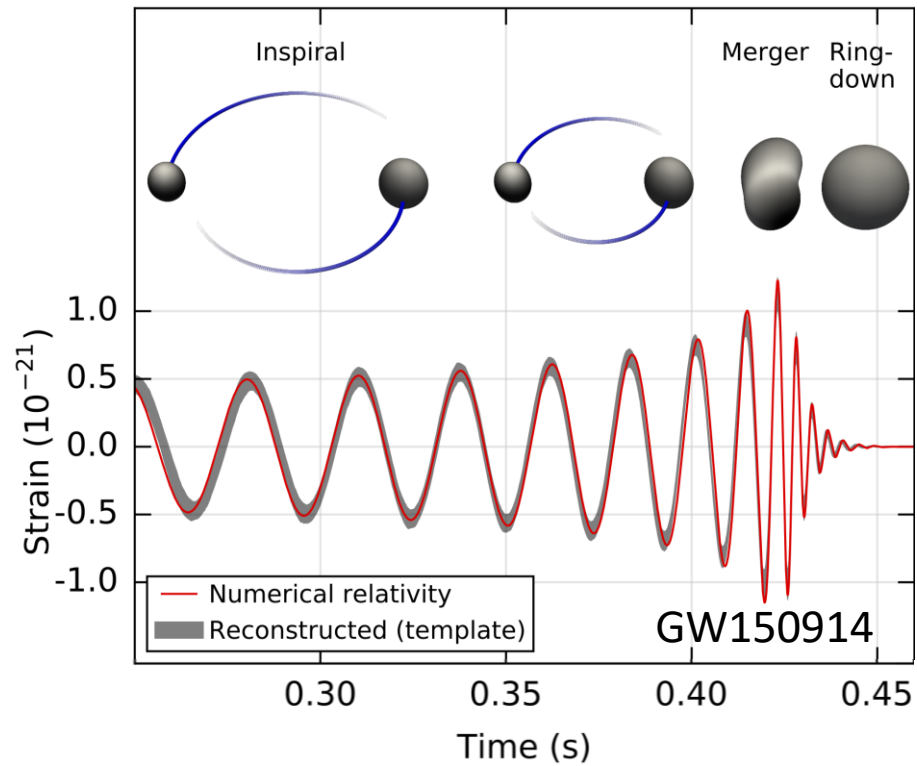 Inspiral
Merger
Ring-
down
1.0
0.5
0.0
-0.5
-1.0
Strain (10⁻²¹)
Numerical relativity
Reconstructed (template)
GW150914
0.30
0.35
0.40
0.45
Time (s)